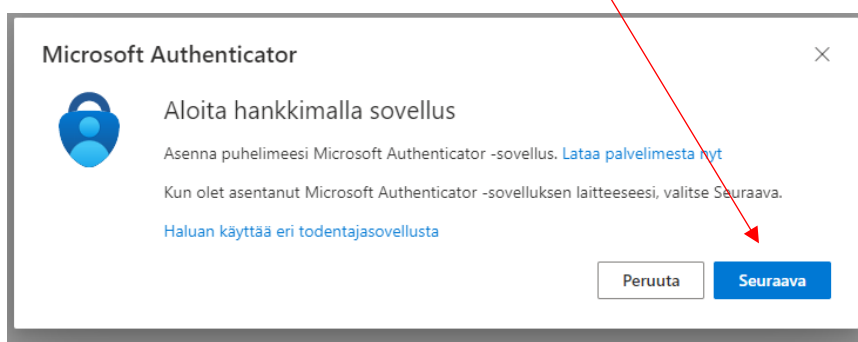 Microsoft Authenticator
Aloita hankkimalla sovellus
Asenna puhelimeesi Microsoft Authenticator -sovellus. Lataa palvelimesta nyt
Kun olet asentanut Microsoft Authenticator -sovelluksen laitteeseesi, valitse Seuraava.
Haluan käyttää eri todentajasovellusta
Peruuta Seuraava